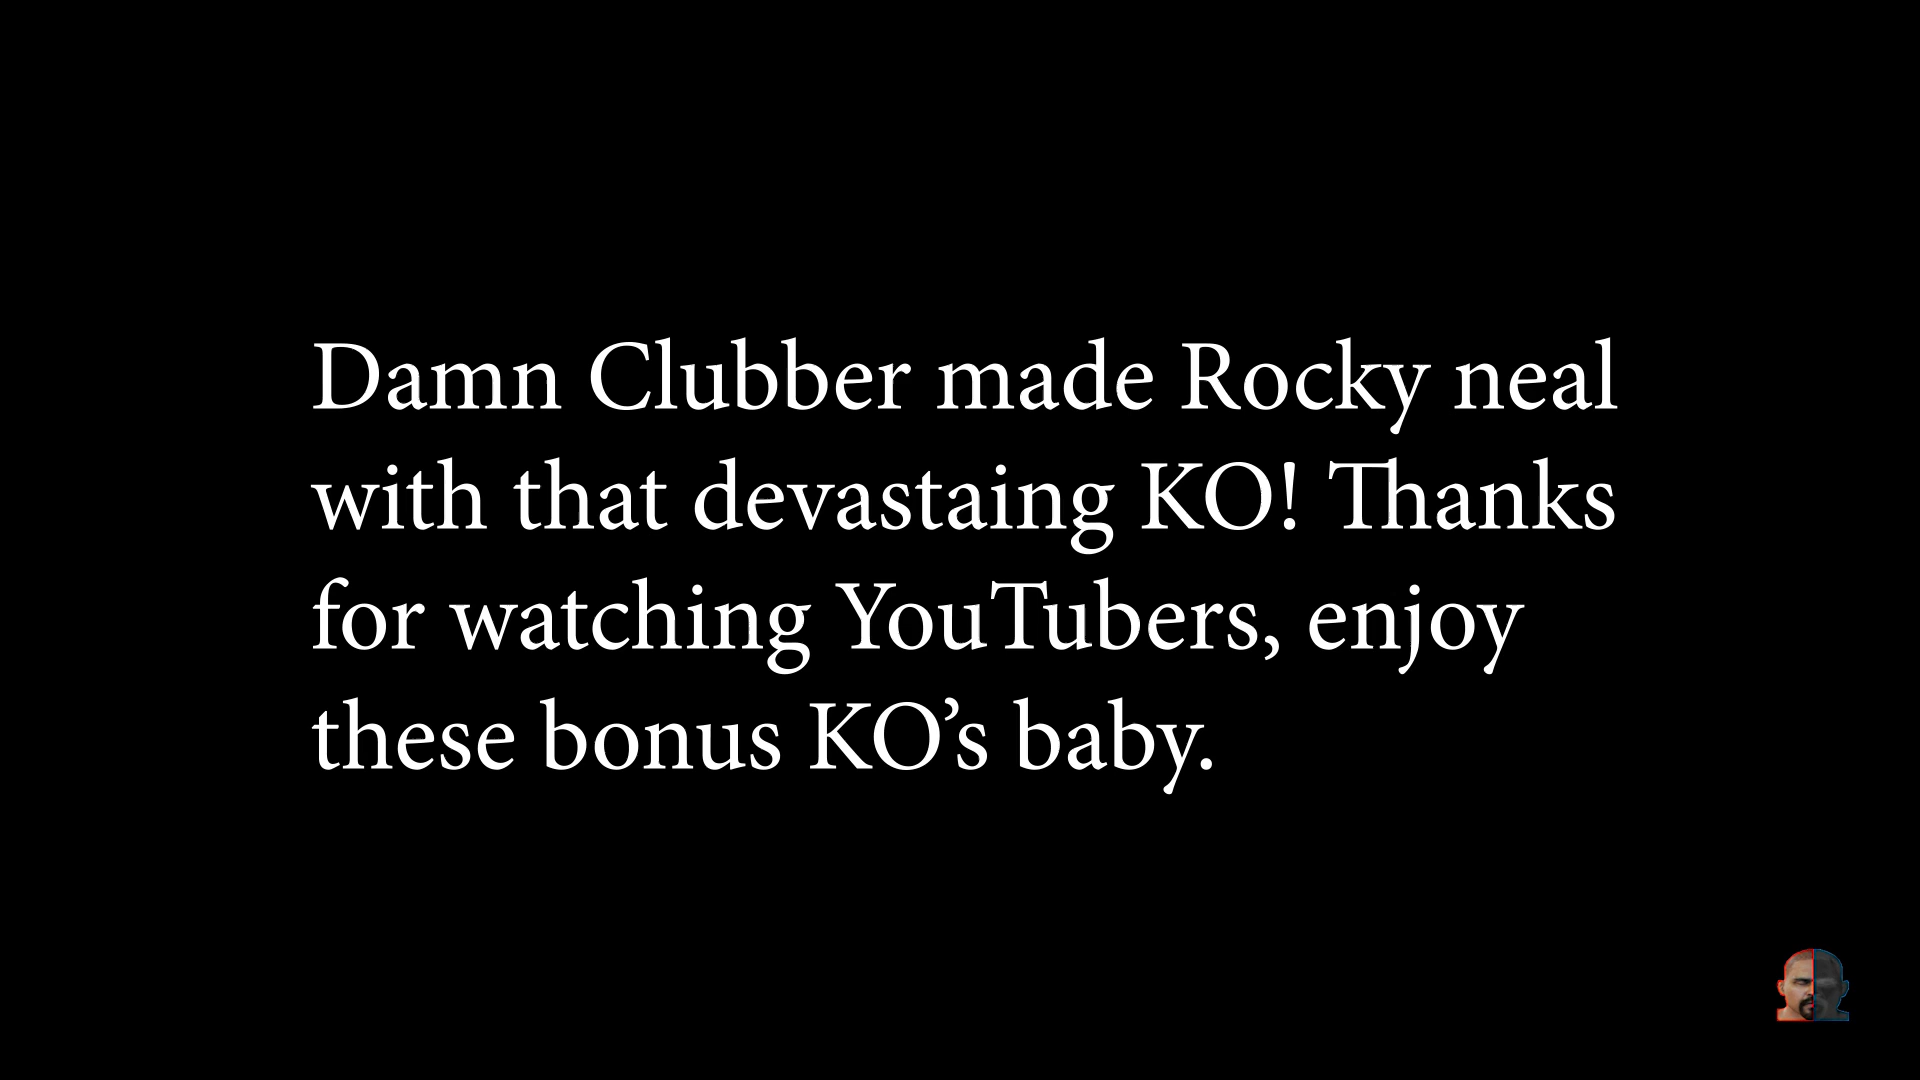 Damn Clubber made Rocky neal
with that devastaing KO! Thanks
for watching YouTubers, enjoy
these bonus KO’s baby.